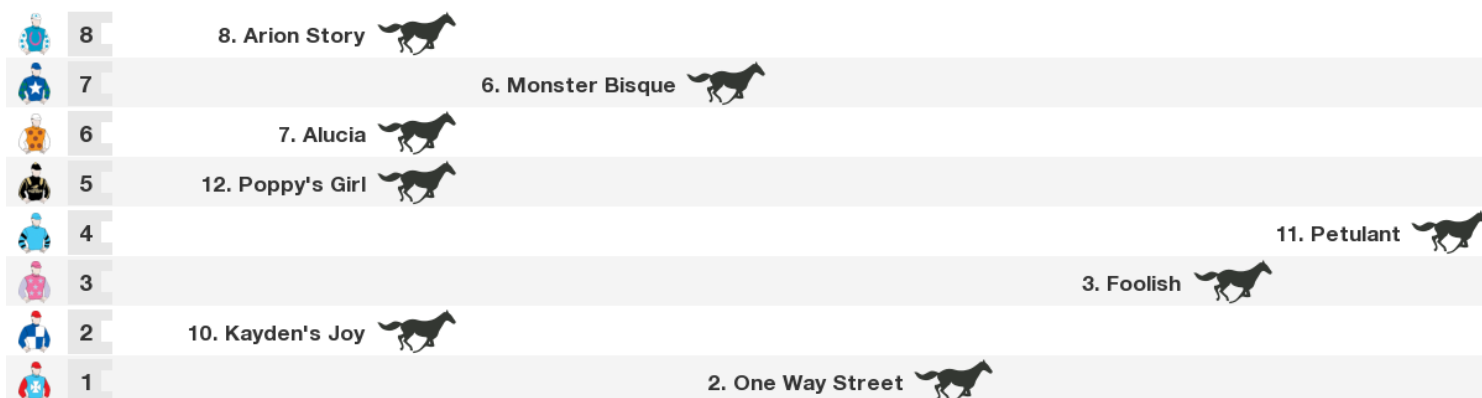 8 8. Arion Story
7 6. Monster Bisque
6 7. Alucia
5 12. Poppy's Girl
4 11. Petulant
3 3. Foolish
2 10. Kayden's Joy
1 2. One Way Street